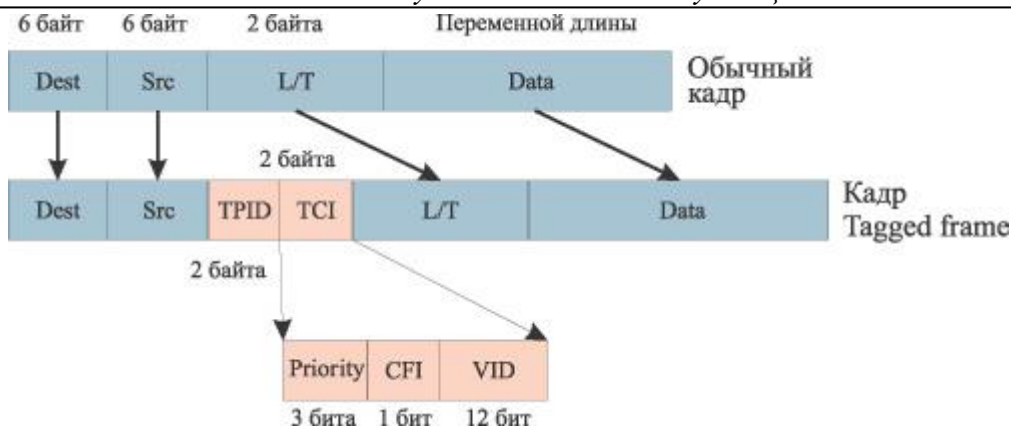 6 байт 6 байт 2 байта Переменной длины
Dest Src L/T Data
Обычный
кадр
2 байта
Dest Src TPID TCI L/T Data
Кадр
Tagged frame
2 байта
Priority CFI VID
3 бита 1 бит 12 бит